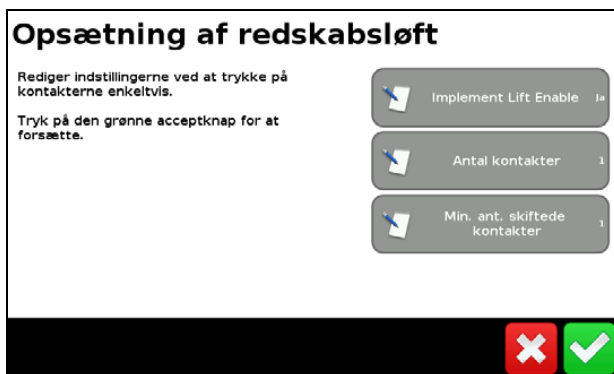 Opsætning af redskabsløft
Rediger indstillingerne ved at trykke på
kontakterne enkeltvis.
Tryk på den grønne acceptknap for at
forsætte.
Implement Lift Enable Ja
Antal kontakter 1
Min. ant. skiftede
kontakter 1